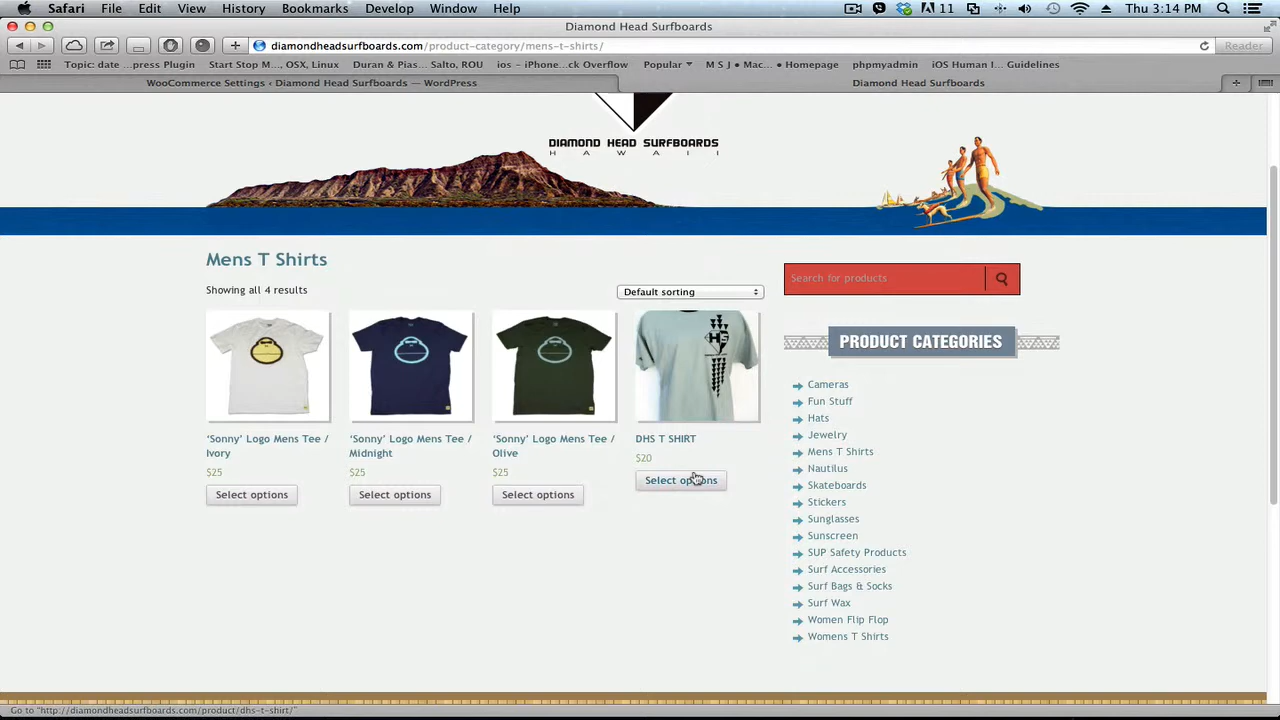 Safari File Edit View History Bookmarks Develop Window Help 11 Thu 3:14 PM
Diamond Head Surfboards
diamondheadsurfboards.com/product-category/mens-t-shirts/ Reader
Topic: date ...press Plugin Start Stop M..., OSX, Linux Duran & Pias... Salto, ROU ios - iPhone...ck Overflow Popular M S J • Mac... • Homepage phpmyadmin iOS Human I... Guidelines
WooCommerce Settings ‹ Diamond Head Surfboards — WordPress Diamond Head Surfboards
DIAMOND HEAD SURFBOARDS
HAWAII
Mens T Shirts
Showing all 4 results
Default sorting
‘Sonny’ Logo Mens Tee /
Ivory
$25
Select options
‘Sonny’ Logo Mens Tee /
Midnight
$25
Select options
‘Sonny’ Logo Mens Tee /
Olive
$25
Select options
DHS T SHIRT
$20
Select options
Search for products
PRODUCT CATEGORIES
Cameras
Fun Stuff
Hats
Jewelry
Mens T Shirts
Nautilus
Skateboards
Stickers
Sunglasses
Sunscreen
SUP Safety Products
Surf Accessories
Surf Bags & Socks
Surf Wax
Women Flip Flop
Womens T Shirts
Go to "http://diamondheadsurfboards.com/product/dhs-t-shirt/"